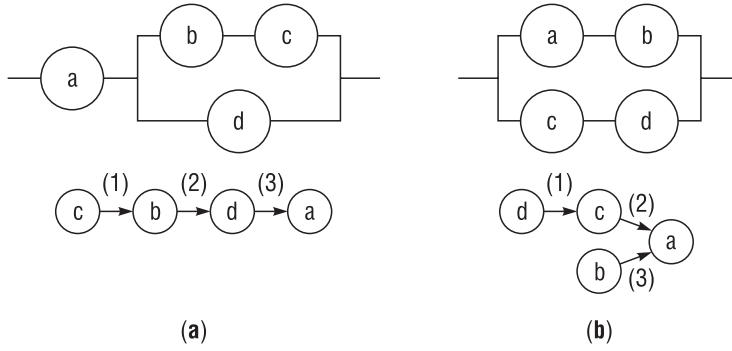 b c
a
d
(1) (2) (3)
c b d a
(a)
a b
c d
(1)
d c (2)
a
b (3)
(b)